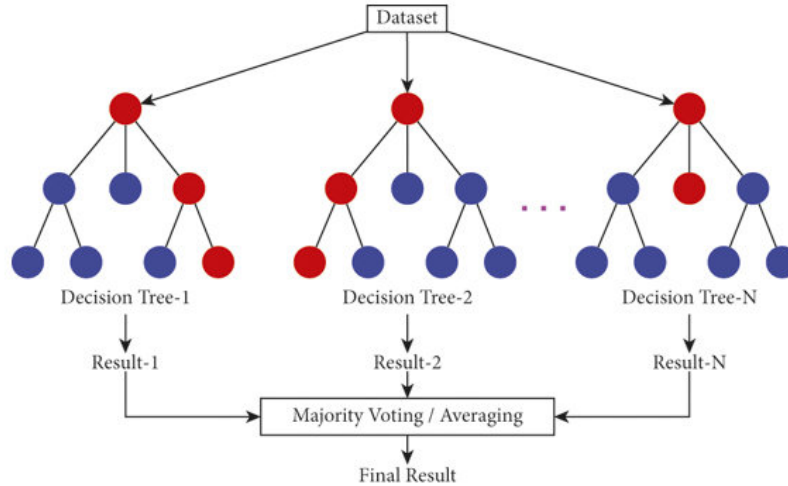 Dataset
Decision Tree-1
Decision Tree-2
. . .
Decision Tree-N
Result-1
Result-2
Result-N
Majority Voting / Averaging
Final Result